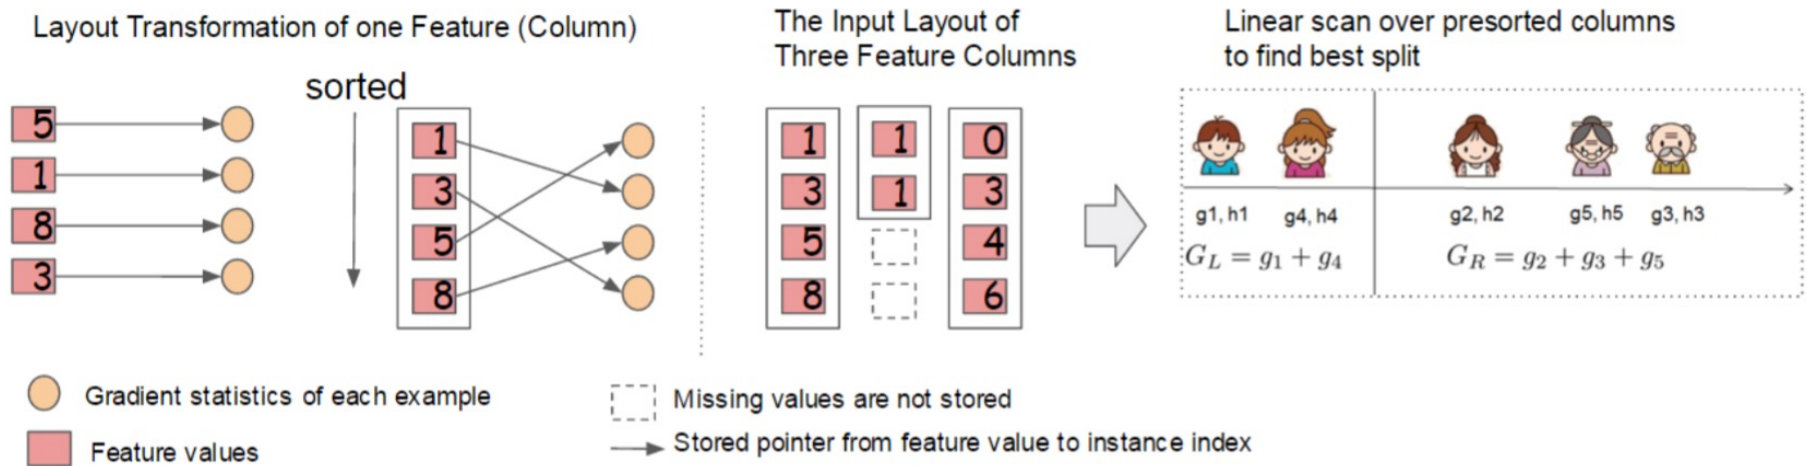 Layout Transformation of one Feature (Column)
sorted
5
1
8
3
1
3
5
8
The Input Layout of
Three Feature Columns
1 1 0
3 1 3
5 4
8 6
Linear scan over presorted columns
to find best split
g1, h1 g4, h4 g2, h2 g5, h5 g3, h3
G_L = g_1 + g_4 G_R = g_2 + g_3 + g_5
Gradient statistics of each example
Feature values
Missing values are not stored
Stored pointer from feature value to instance index